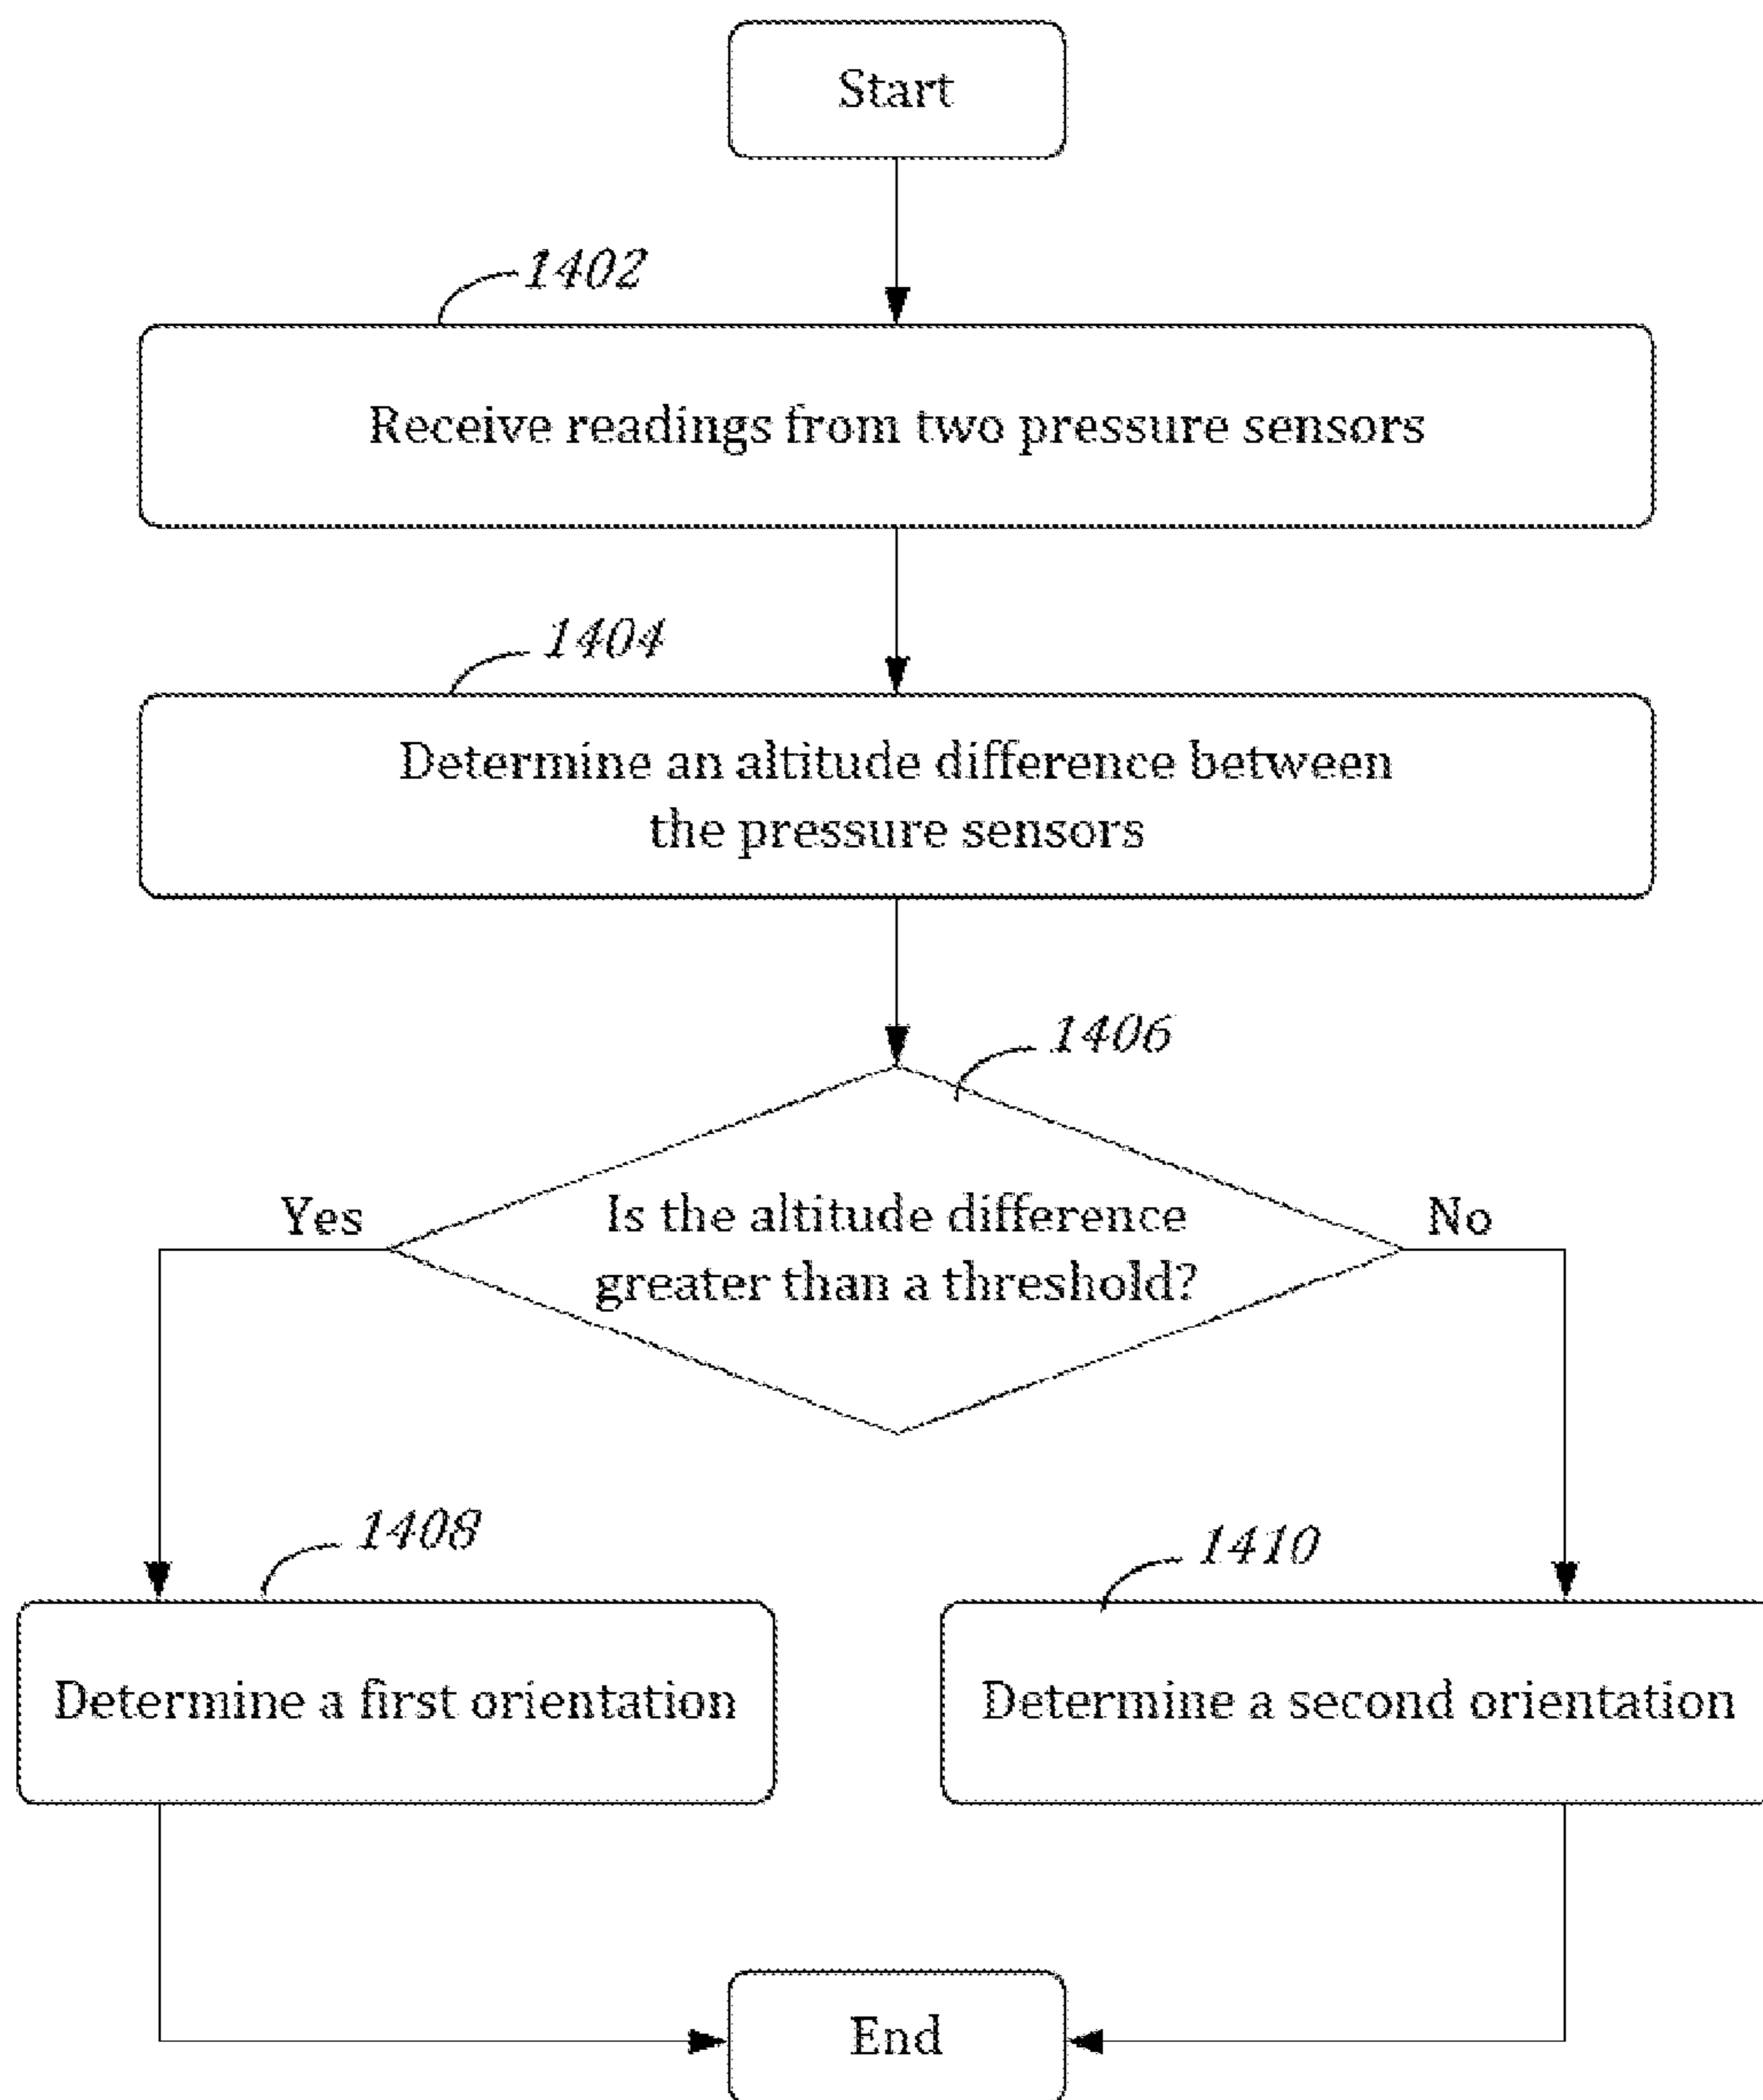 Start
1402
Receive readings from two pressure sensors
1404
Determine an altitude difference between
the pressure sensors
1406
Yes
Is the altitude difference
greater than a threshold?
No
1408
1410
Determine a first orientation
Determine a second orientation
End